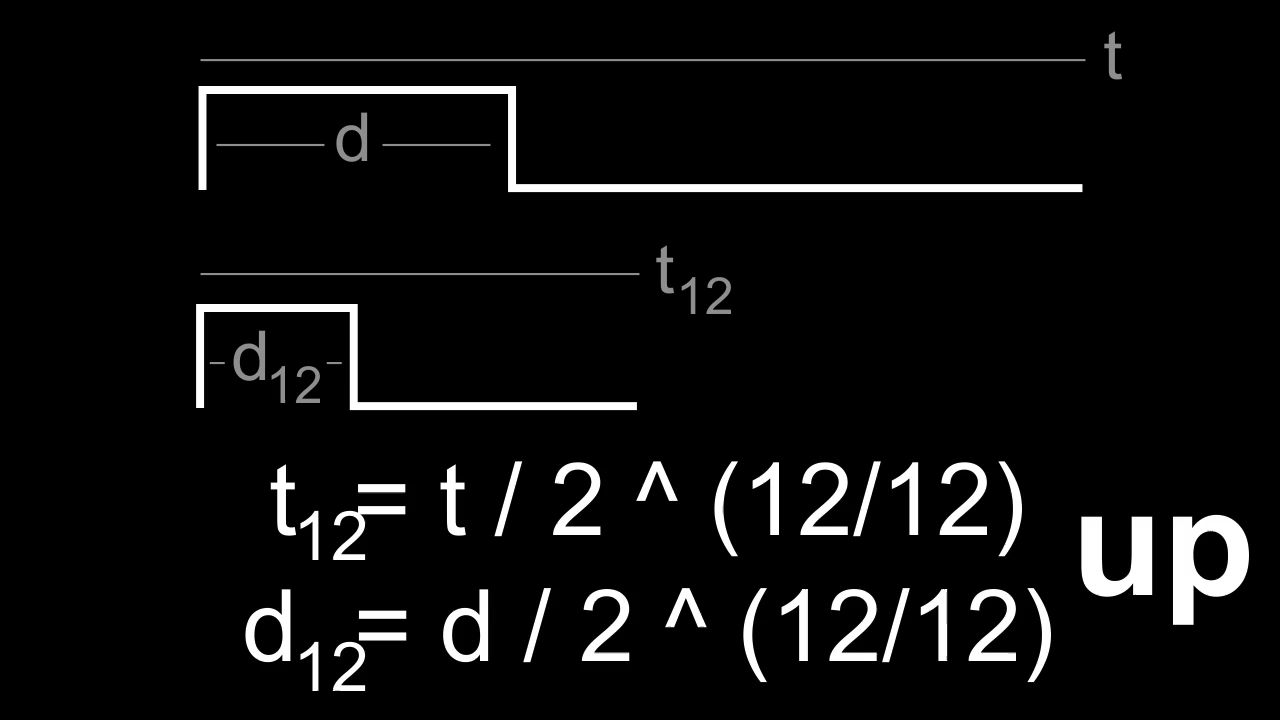 t
d
t₁₂
d₁₂
t₁₂= t / 2 ^ (12/12)
up
d₁₂= d / 2 ^ (12/12)